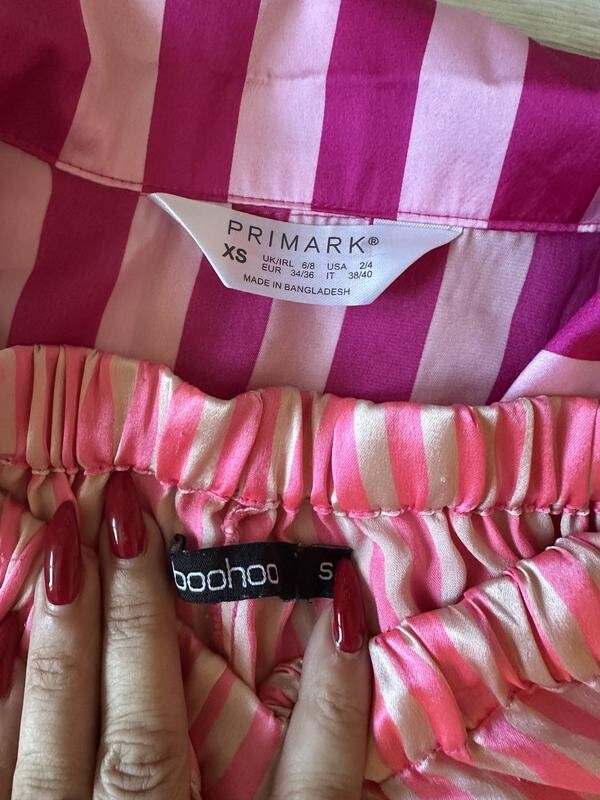 PRIMARK®
XS
UK/IRL 6/8 USA 2/4
EUR 34/36 IT 38/40
MADE IN BANGLADESH
boohoo
S